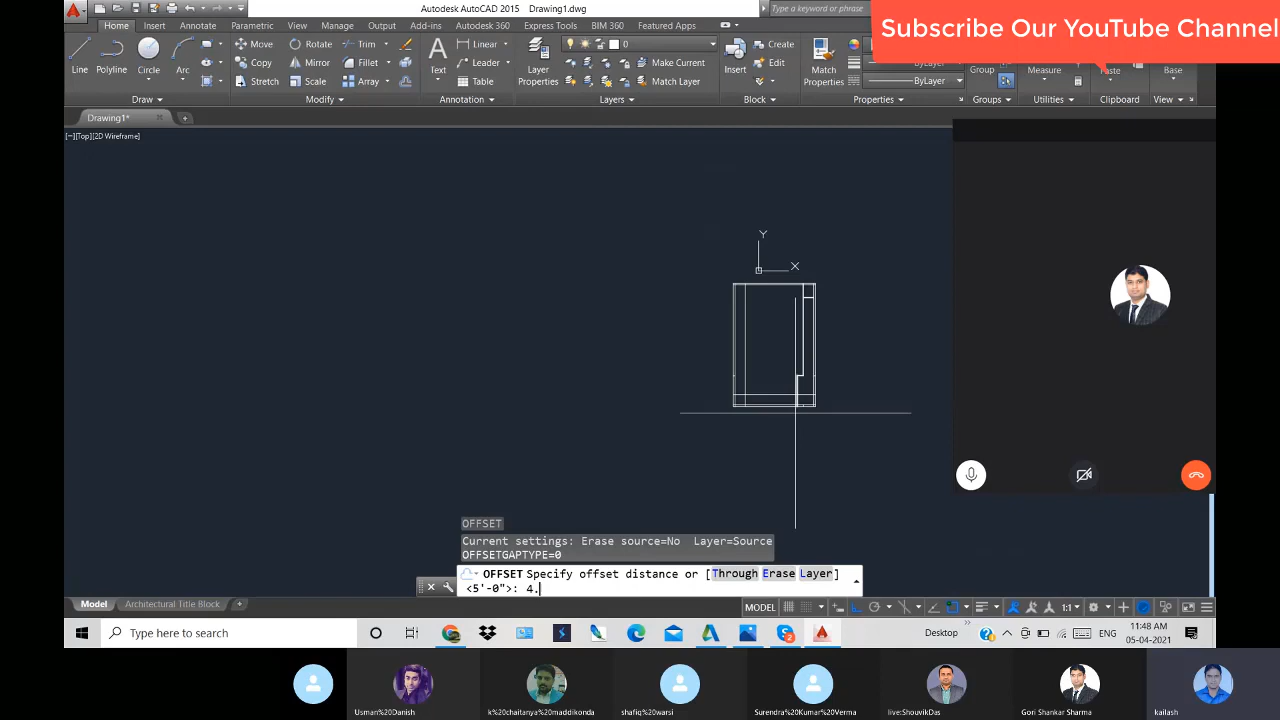 Autodesk AutoCAD 2015 Drawing1.dwg
Type a keyword or phrase
Subscribe Our YouTube Channel
Home Insert Annotate Parametric View Manage Output Add-ins Autodesk 360 Express Tools BIM 360 Featured Apps
Move Rotate Trim
Linear
0
Create
Copy Mirror Fillet
Leader
Make Current
Edit
ByLayer
Line Polyline Circle Arc
Text
Layer Properties
Insert
Match Properties
Group
Measure
Paste
Base
Stretch Scale Array
Table
Match Layer
ByLayer
Draw Modify Annotation Layers Block Properties Groups Utilities Clipboard View
Drawing1*
[−][Top][2D Wireframe]
Y
X
OFFSET
Current settings: Erase source=No Layer=Source
OFFSETGAPTYPE=0
OFFSET Specify offset distance or [Through Erase Layer]
<5'-0">: 4.
Model Architectural Title Block +
MODEL 1:1
Type here to search
Desktop
ENG
11:48 AM
05-04-2021
Usman%20Danish
k%20chaitanya%20maddikonda
shafiq%20warsi
Surendra%20Kumar%20Verma
live:ShouvikDas
Gori Shankar Sharma
kailash